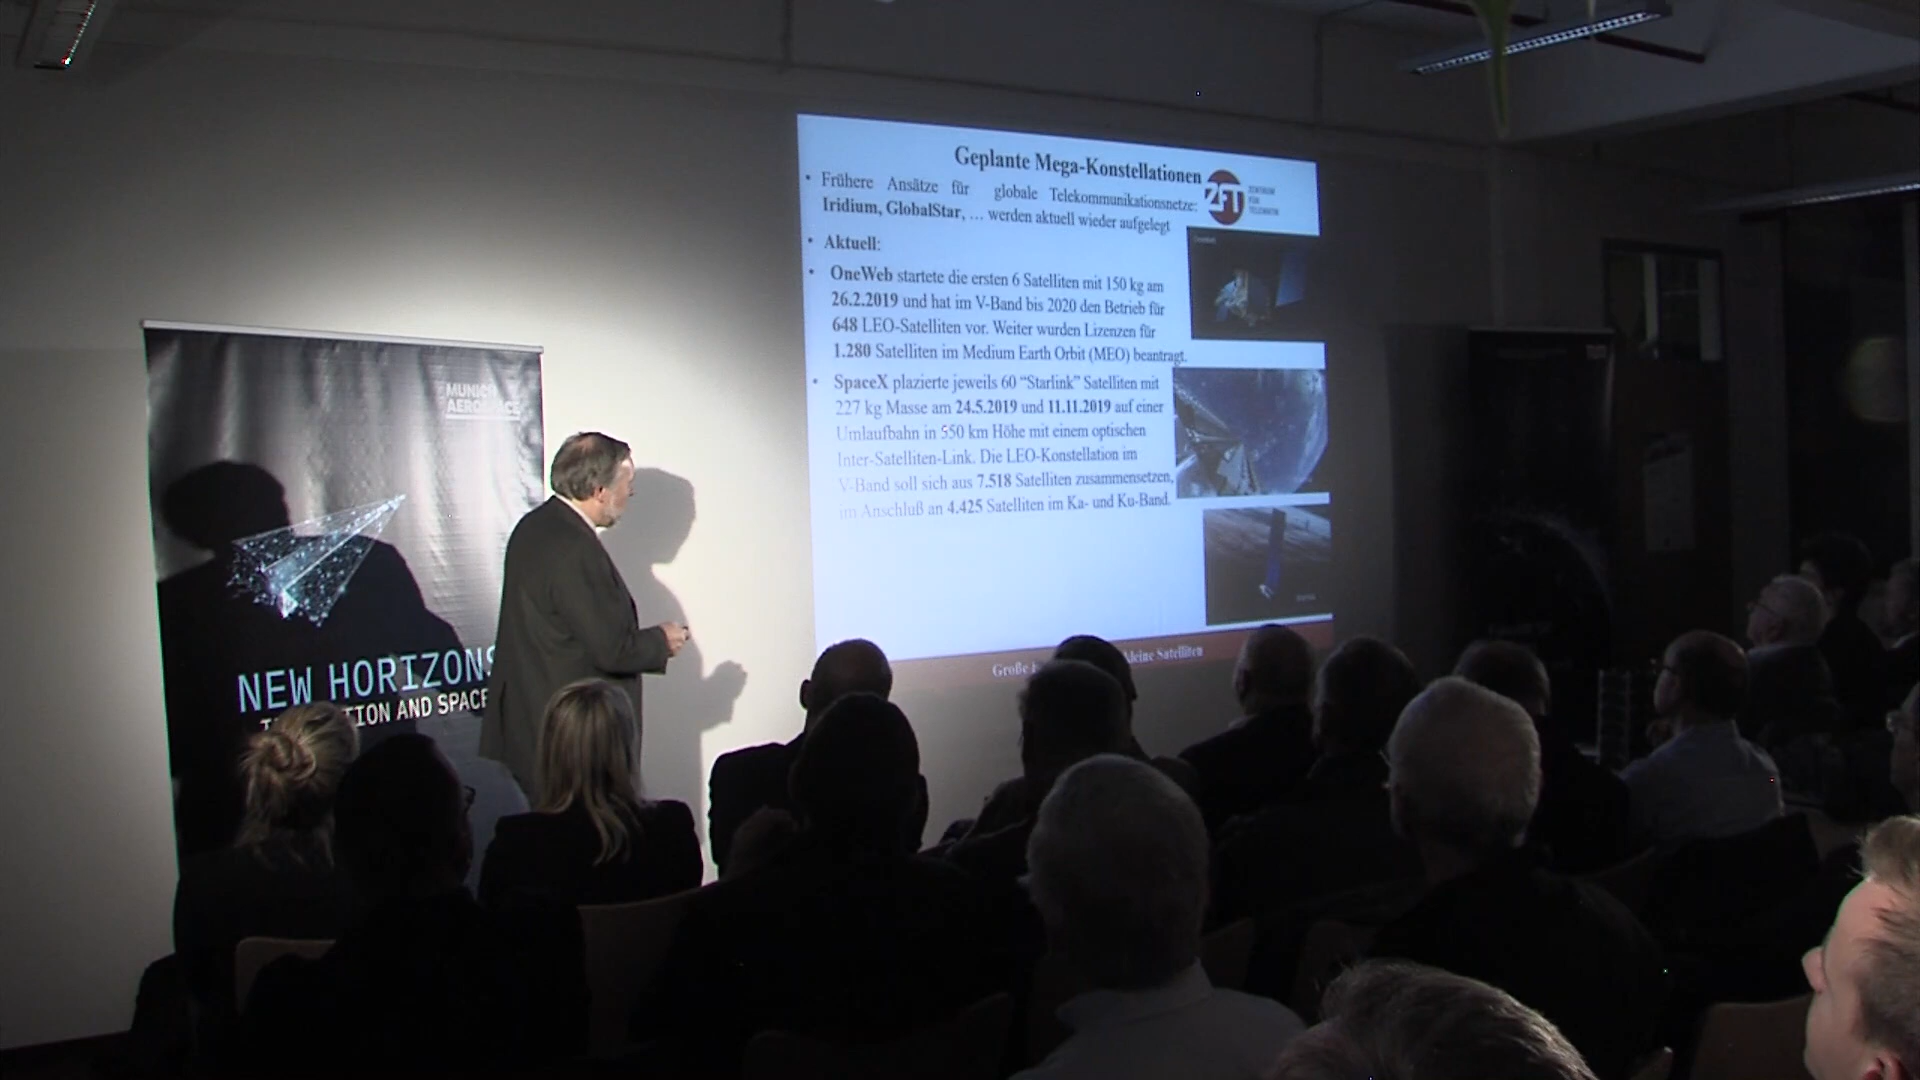 Geplante Mega-Konstellationen
ZFT ZENTRUM
FÜR
TELEMATIK
• Frühere Ansätze für globale Telekommunikationsnetze:
Iridium, GlobalStar, … werden aktuell wieder aufgelegt
• Aktuell:
• OneWeb startete die ersten 6 Satelliten mit 150 kg am
26.2.2019 und hat im V-Band bis 2020 den Betrieb für
648 LEO-Satelliten vor. Weiter wurden Lizenzen für
1.280 Satelliten im Medium Earth Orbit (MEO) beantragt.
• SpaceX plazierte jeweils 60 “Starlink” Satelliten mit
227 kg Masse am 24.5.2019 und 11.11.2019 auf einer
Umlaufbahn in 550 km Höhe mit einem optischen
Inter-Satelliten-Link. Die LEO-Konstellation im
V-Band soll sich aus 7.518 Satelliten zusammensetzen,
im Anschluß an 4.425 Satelliten im Ka- und Ku-Band.
Große kleine Satelliten
MUNICH
AEROSPACE
NEW HORIZONS
TION AND SPACE